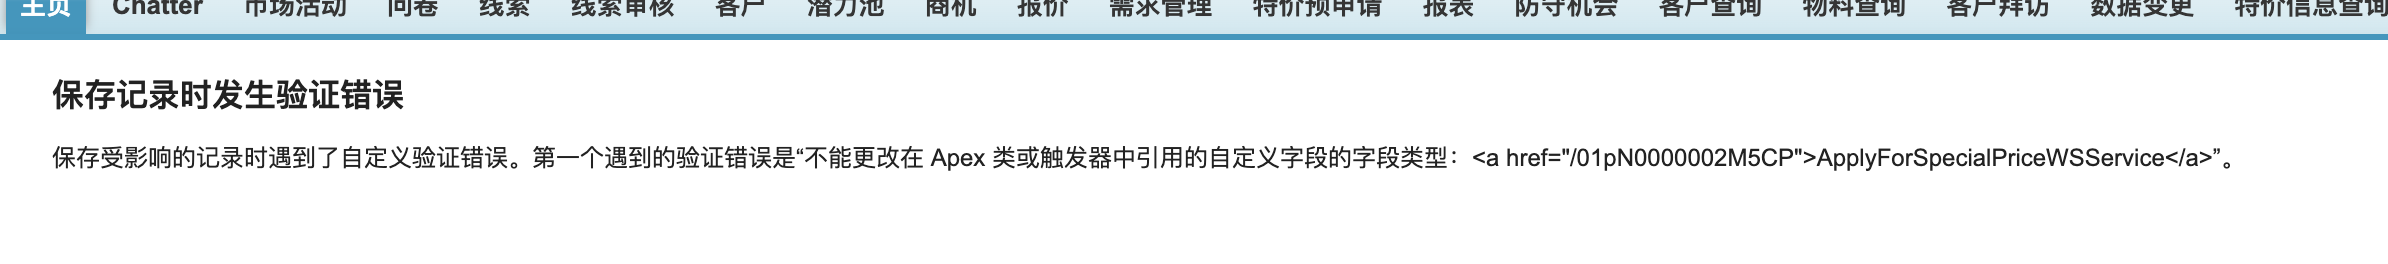 主页 Chatter 市场活动 问卷 线索 线索审核 客户 潜力池 商机 报价 需求管理 特价预申请 报表 防守机会 客户查询 物料查询 客户拜访 数据变更 特价信息查询
保存记录时发生验证错误
保存受影响的记录时遇到了自定义验证错误。第一个遇到的验证错误是“不能更改在 Apex 类或触发器中引用的自定义字段的字段类型：<a href="/01pN0000002M5CP">ApplyForSpecialPriceWSService</a>”。